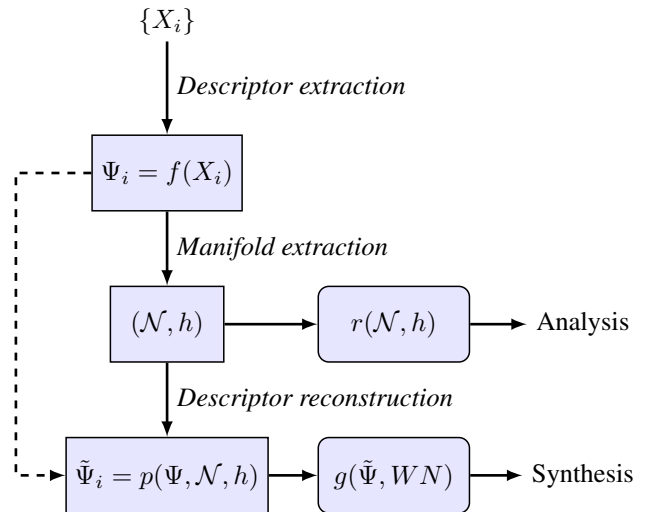 {X_i}
Descriptor extraction
Ψ_i = f(X_i)
Manifold extraction
(𝒩, h)
r(𝒩, h)
Analysis
Descriptor reconstruction
Ψ̃_i = p(Ψ, 𝒩, h)
g(Ψ̃, WN)
Synthesis